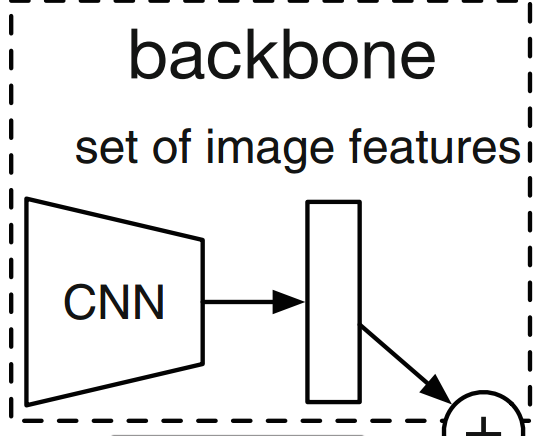 backbone
set of image features
CNN
+